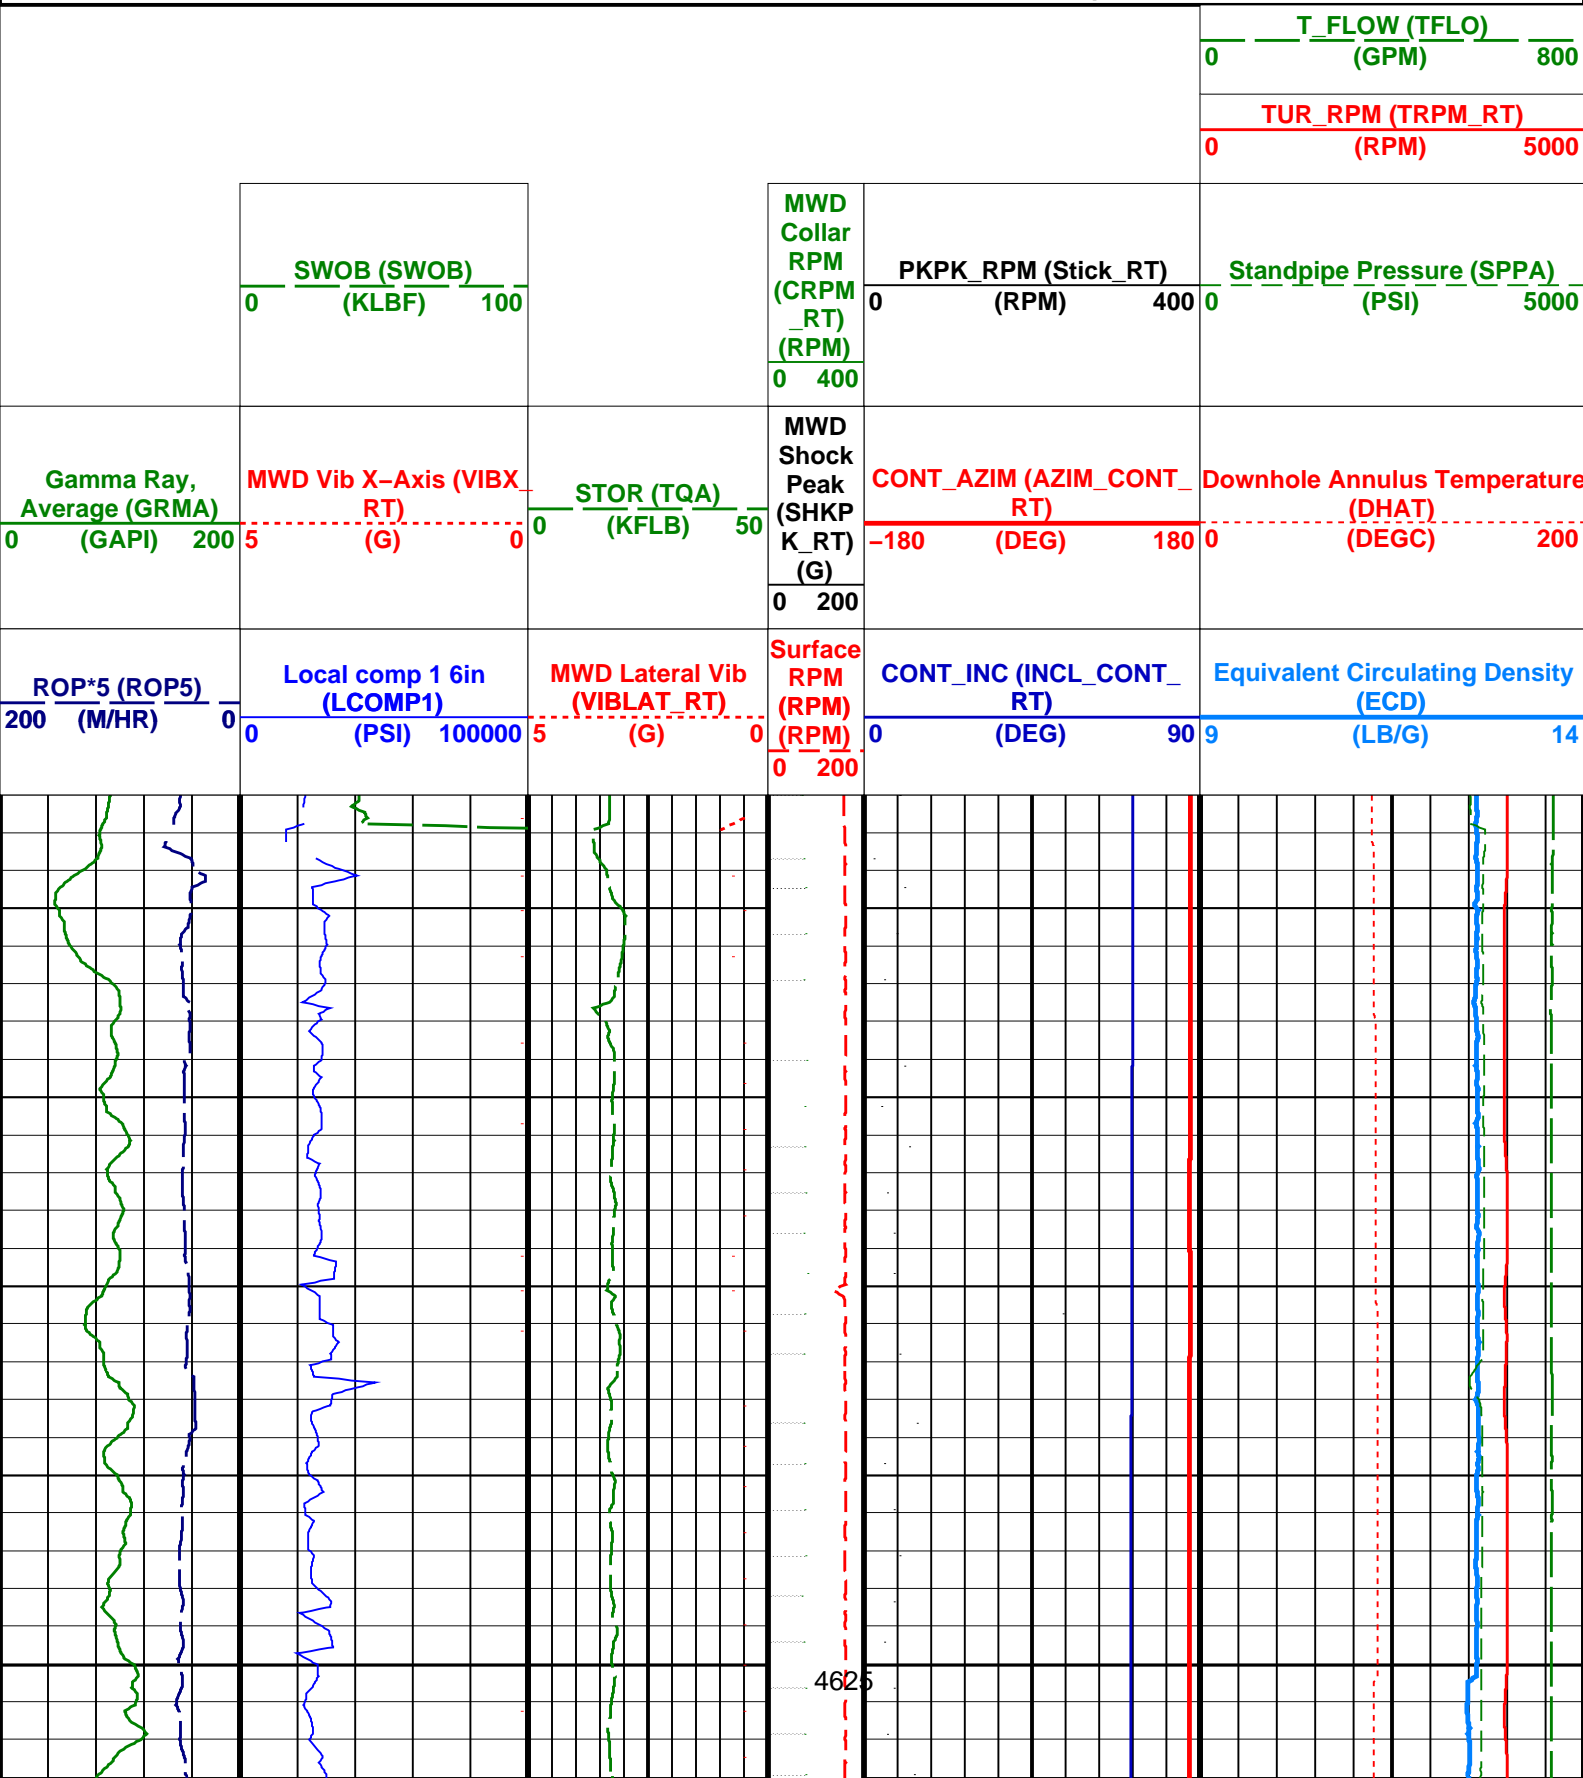 T_FLOW (TFLO)
0 (GPM) 800
TUR_RPM (TRPM_RT)
0 (RPM) 5000
SWOB (SWOB)
0 (KLBF) 100
MWD
Collar
RPM
(CRPM
_RT)
(RPM)
0 400
PKPK_RPM (Stick_RT)
0 (RPM) 400
Standpipe Pressure (SPPA)
0 (PSI) 5000
Gamma Ray,
Average (GRMA)
0 (GAPI) 200
MWD Vib X−Axis (VIBX_
RT)
5 (G) 0
STOR (TQA)
0 (KFLB) 50
MWD
Shock
Peak
(SHKP
K_RT)
(G)
0 200
CONT_AZIM (AZIM_CONT_
RT)
−180 (DEG) 180
Downhole Annulus Temperature
(DHAT)
0 (DEGC) 200
ROP*5 (ROP5)
200 (M/HR) 0
Local comp 1 6in
(LCOMP1)
0 (PSI) 100000
MWD Lateral Vib
(VIBLAT_RT)
5 (G) 0
Surface
RPM
(RPM)
(RPM)
0 200
CONT_INC (INCL_CONT_
RT)
0 (DEG) 90
Equivalent Circulating Density
(ECD)
9 (LB/G) 14
4625